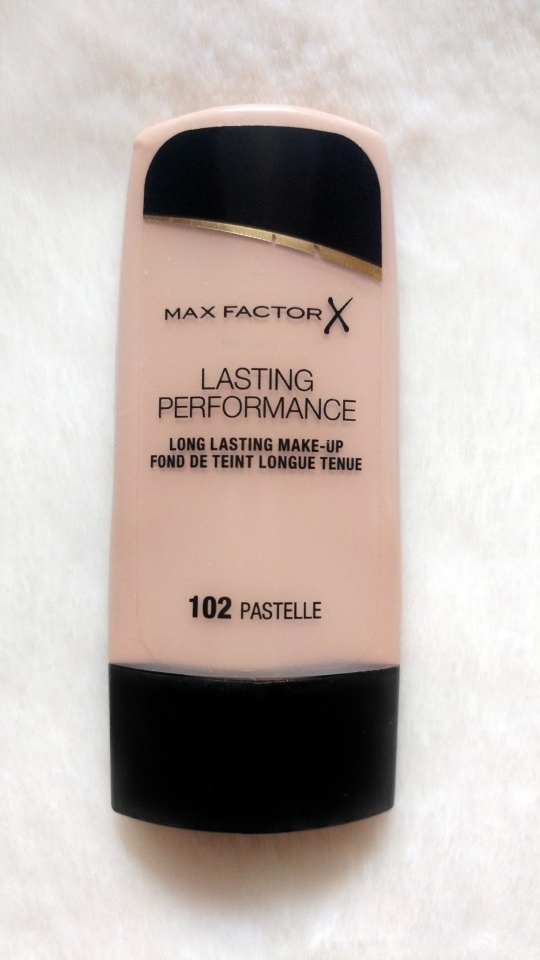 MAX FACTOR X
LASTING
PERFORMANCE
LONG LASTING MAKE-UP
FOND DE TEINT LONGUE TENUE
102 PASTELLE